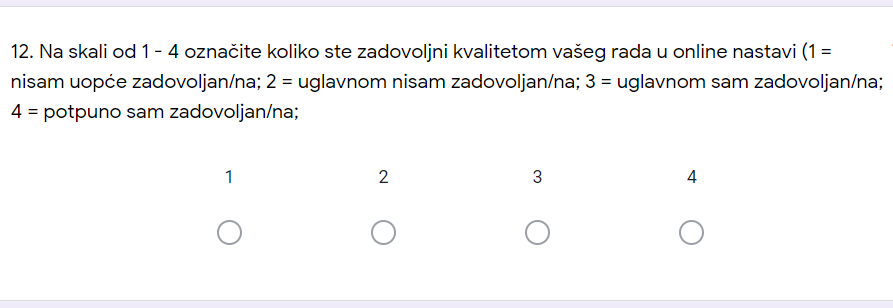 12. Na skali od 1 - 4 označite koliko ste zadovoljni kvalitetom vašeg rada u online nastavi (1 =
nisam uopće zadovoljan/na; 2 = uglavnom nisam zadovoljan/na; 3 = uglavnom sam zadovoljan/na;
4 = potpuno sam zadovoljan/na;
1 2 3 4